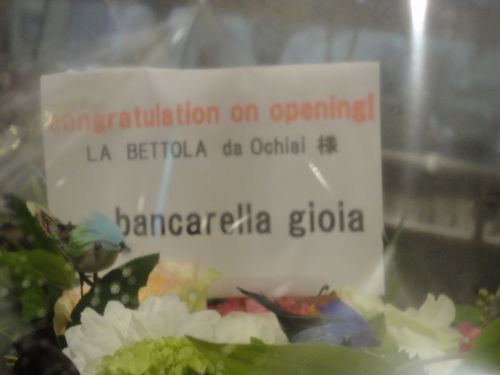 congratulation on opening!
LA BETTOLA da Ochiai 様
bancarella gioia